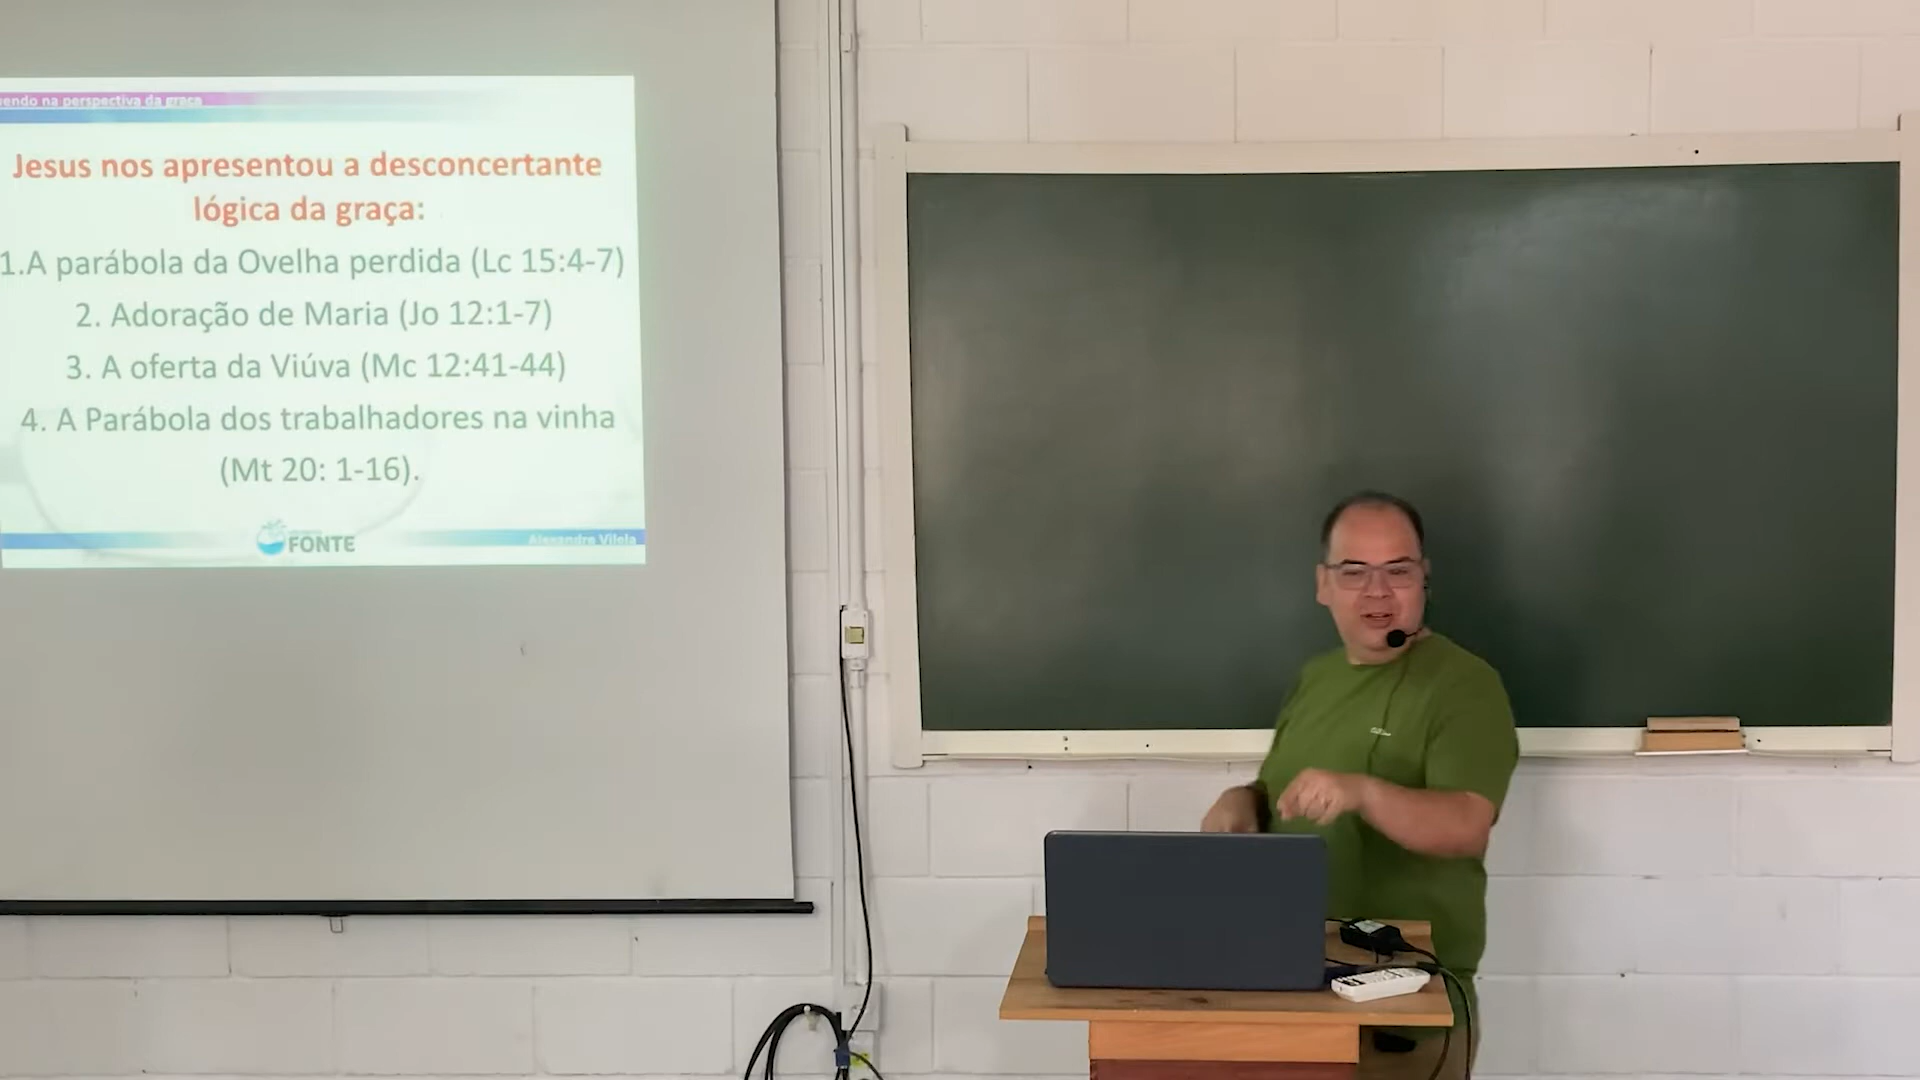 endo na perspectiva da graça
Jesus nos apresentou a desconcertante
lógica da graça:
1.A parábola da Ovelha perdida (Lc 15:4-7)
2. Adoração de Maria (Jo 12:1-7)
3. A oferta da Viúva (Mc 12:41-44)
4. A Parábola dos trabalhadores na vinha
(Mt 20: 1-16).
FONTE
Alexandre Vilela